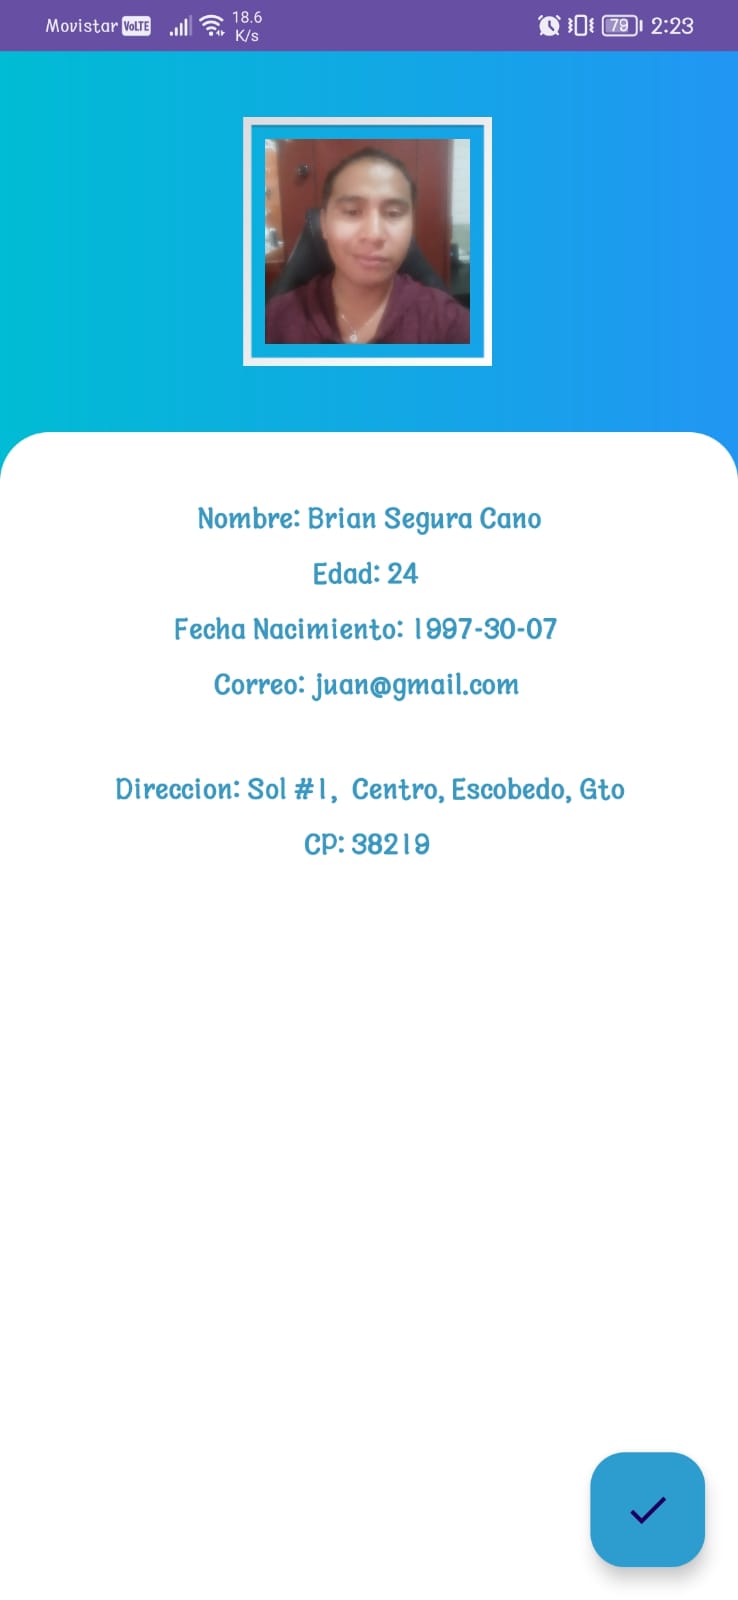 Movistar VoLTE 18.6 K/s 79 2:23
Nombre: Brian Segura Cano
Edad: 24
Fecha Nacimiento: 1997-30-07
Correo: juan@gmail.com
Direccion: Sol #1,  Centro, Escobedo, Gto
CP: 38219